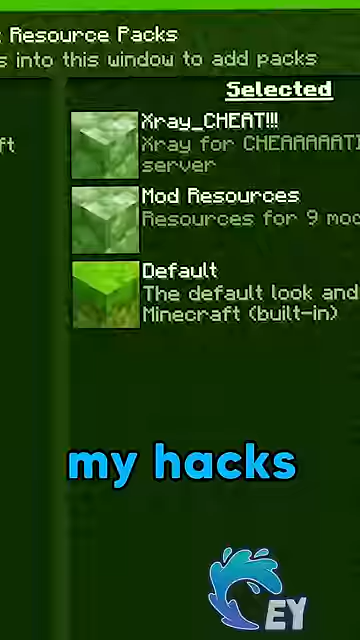 Resource Packs
s into this window to add packs
Selected
ft
Xray_CHEAT!!!
Xray for CHEAAAAATI
server
Mod Resources
Resources for 9 mod
Default
The default look and
Minecraft (built-in)
my hacks
EY